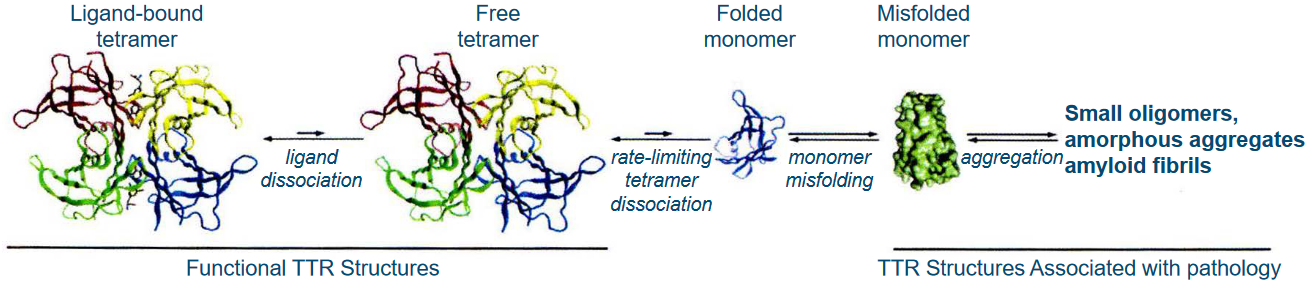 Ligand-bound
tetramer
Free
tetramer
Folded
monomer
Misfolded
monomer
ligand
dissociation
rate-limiting
tetramer
dissociation
monomer
misfolding
aggregation
Small oligomers,
amorphous aggregates
amyloid fibrils
Functional TTR Structures
TTR Structures Associated with pathology